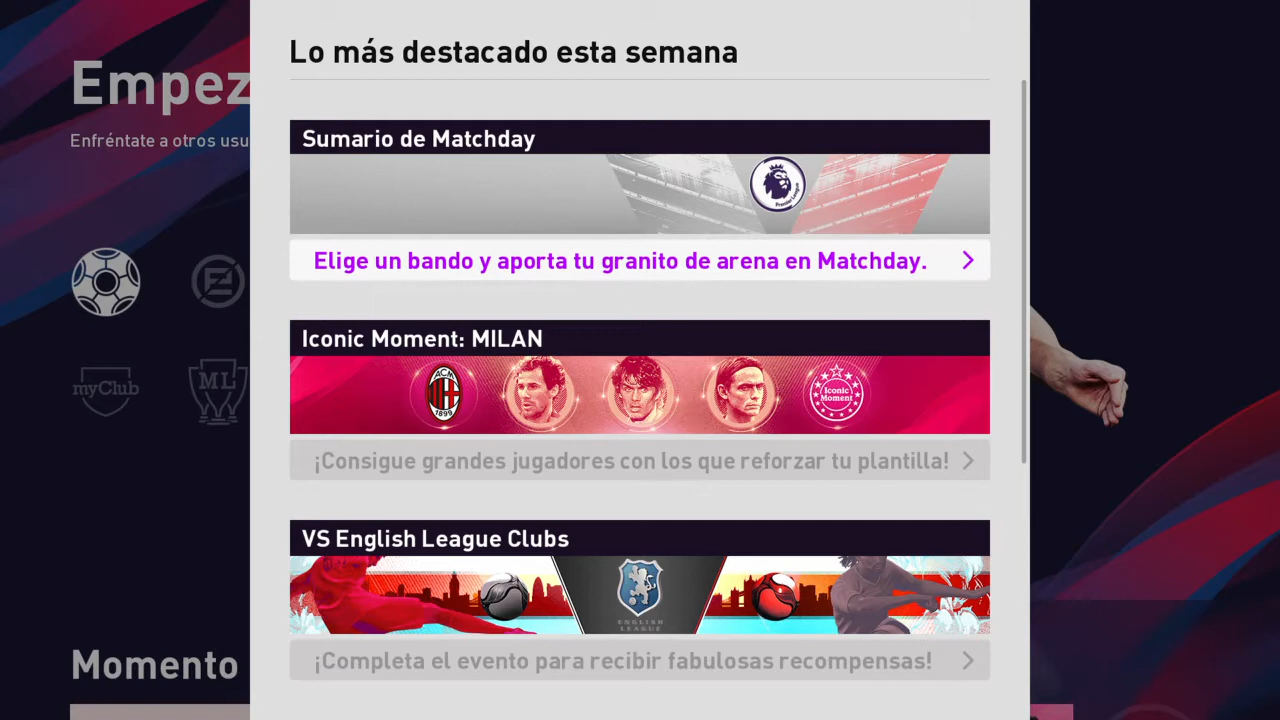 Lo más destacado esta semana
Empez
Enfréntate a otros usu
Sumario de Matchday
Premier League
Elige un bando y aporta tu granito de arena en Matchday.
myClub
ML
Iconic Moment: MILAN
ACM
1899
Iconic
Moment
¡Consigue grandes jugadores con los que reforzar tu plantilla!
VS English League Clubs
ENGLISH
LEAGUE
¡Completa el evento para recibir fabulosas recompensas!
Momento